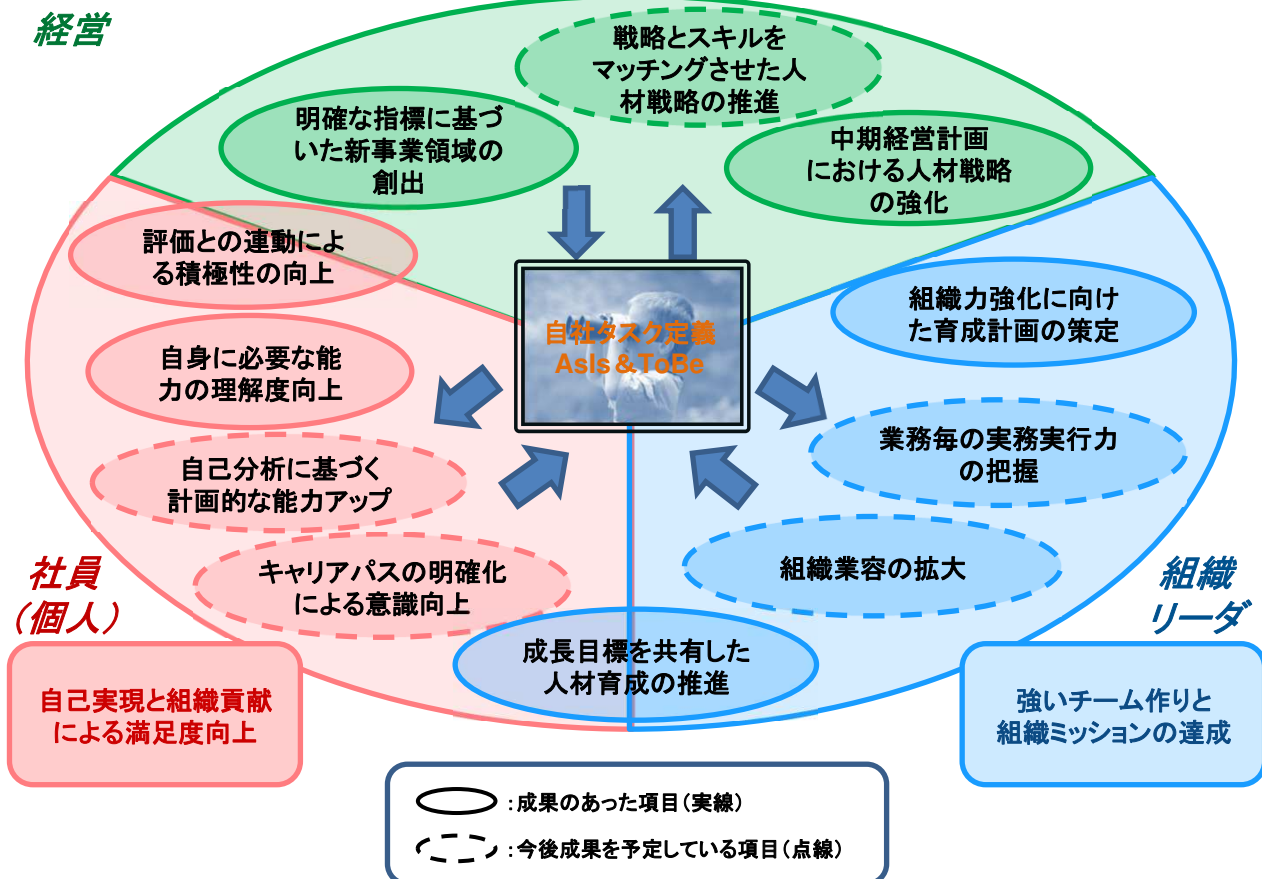 経営
戦略とスキルを
マッチングさせた人
材戦略の推進
明確な指標に基づ
いた新事業領域の
創出
中期経営計画
における人材戦略
の強化
評価との連動によ
る積極性の向上
自身に必要な能
力の理解度向上
自己分析に基づく
計画的な能力アップ
キャリアパスの明確化
による意識向上
自社タスク定義
AsIs&ToBe
組織力強化に向け
た育成計画の策定
業務毎の実務実行力
の把握
組織業容の拡大
成長目標を共有した
人材育成の推進
社員
(個人)
自己実現と組織貢献
による満足度向上
組織
リーダ
強いチーム作りと
組織ミッションの達成
:成果のあった項目(実線)
:今後成果を予定している項目(点線)